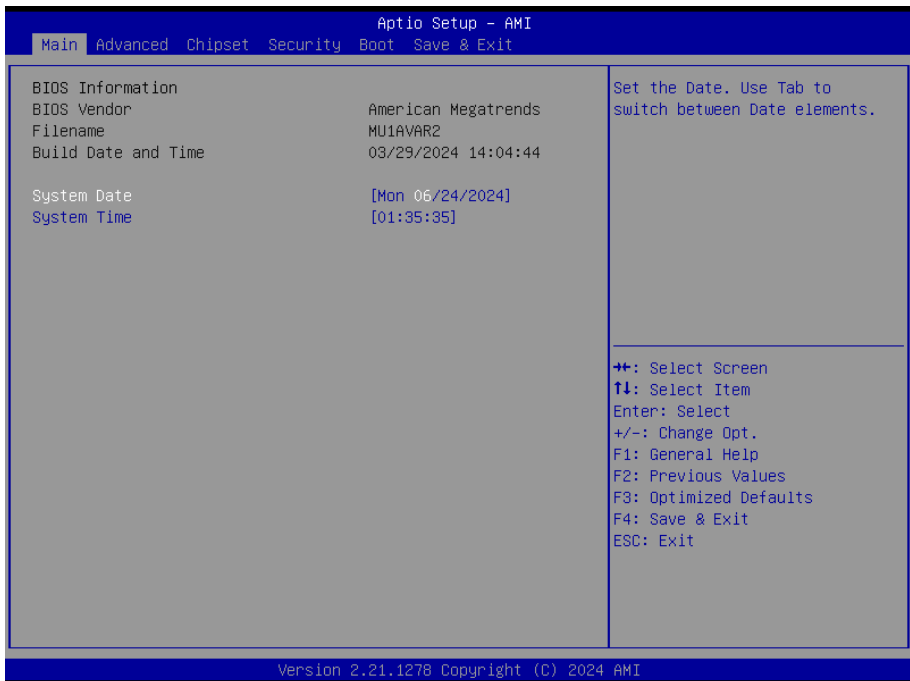 Aptio Setup – AMI
Main Advanced Chipset Security Boot Save & Exit
BIOS Information
BIOS Vendor American Megatrends
Filename MU1AVAR2
Build Date and Time 03/29/2024 14:04:44
System Date [Mon 06/24/2024]
System Time [01:35:35]
Set the Date. Use Tab to
switch between Date elements.
→←: Select Screen
↑↓: Select Item
Enter: Select
+/-: Change Opt.
F1: General Help
F2: Previous Values
F3: Optimized Defaults
F4: Save & Exit
ESC: Exit
Version 2.21.1278 Copyright (C) 2024 AMI